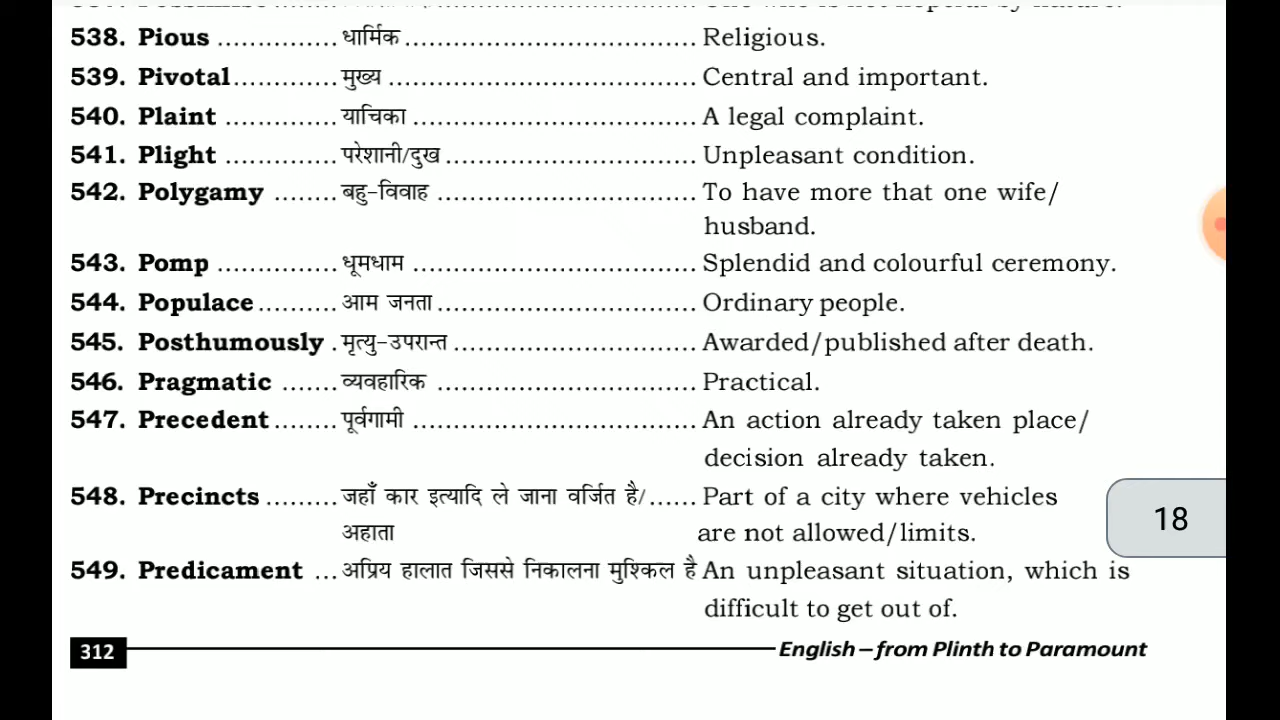 538. Pious ............... धार्मिक .................................... Religious.
539. Pivotal ............. मुख्य ...................................... Central and important.
540. Plaint .............. याचिका ................................... A legal complaint.
541. Plight .............. परेशानी/दुख ............................... Unpleasant condition.
542. Polygamy ........ बहु-विवाह ................................ To have more that one wife/
husband.
543. Pomp ............... धूमधाम ................................... Splendid and colourful ceremony.
544. Populace .......... आम जनता ................................ Ordinary people.
545. Posthumously . मृत्यु-उपरान्त .............................. Awarded/published after death.
546. Pragmatic ....... व्यवहारिक ................................ Practical.
547. Precedent ........ पूर्वगामी ................................... An action already taken place/
decision already taken.
548. Precincts ......... जहाँ कार इत्यादि ले जाना वर्जित है/ ...... Part of a city where vehicles
अहाता are not allowed/limits.
549. Predicament ... अप्रिय हालात जिससे निकालना मुश्किल है An unpleasant situation, which is
difficult to get out of.
18
312 English – from Plinth to Paramount